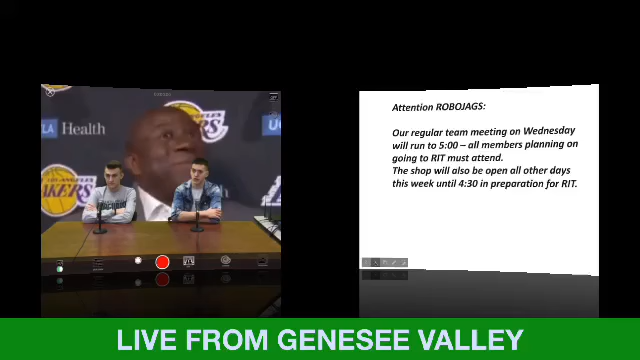 Health
LAKERS
LOS ANGELES
Attention ROBOJAGS:
Our regular team meeting on Wednesday
will run to 5:00 – all members planning on
going to RIT must attend.
The shop will also be open all other days
this week until 4:30 in preparation for RIT.
LIVE FROM GENESEE VALLEY